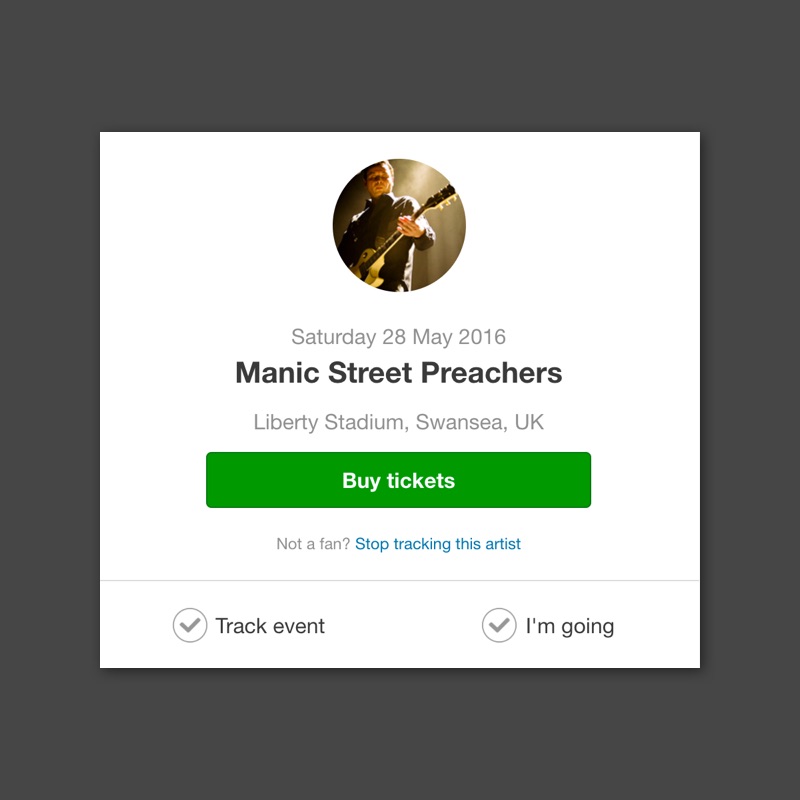 Saturday 28 May 2016
Manic Street Preachers
Liberty Stadium, Swansea, UK
Buy tickets
Not a fan? Stop tracking this artist
Track event
I'm going